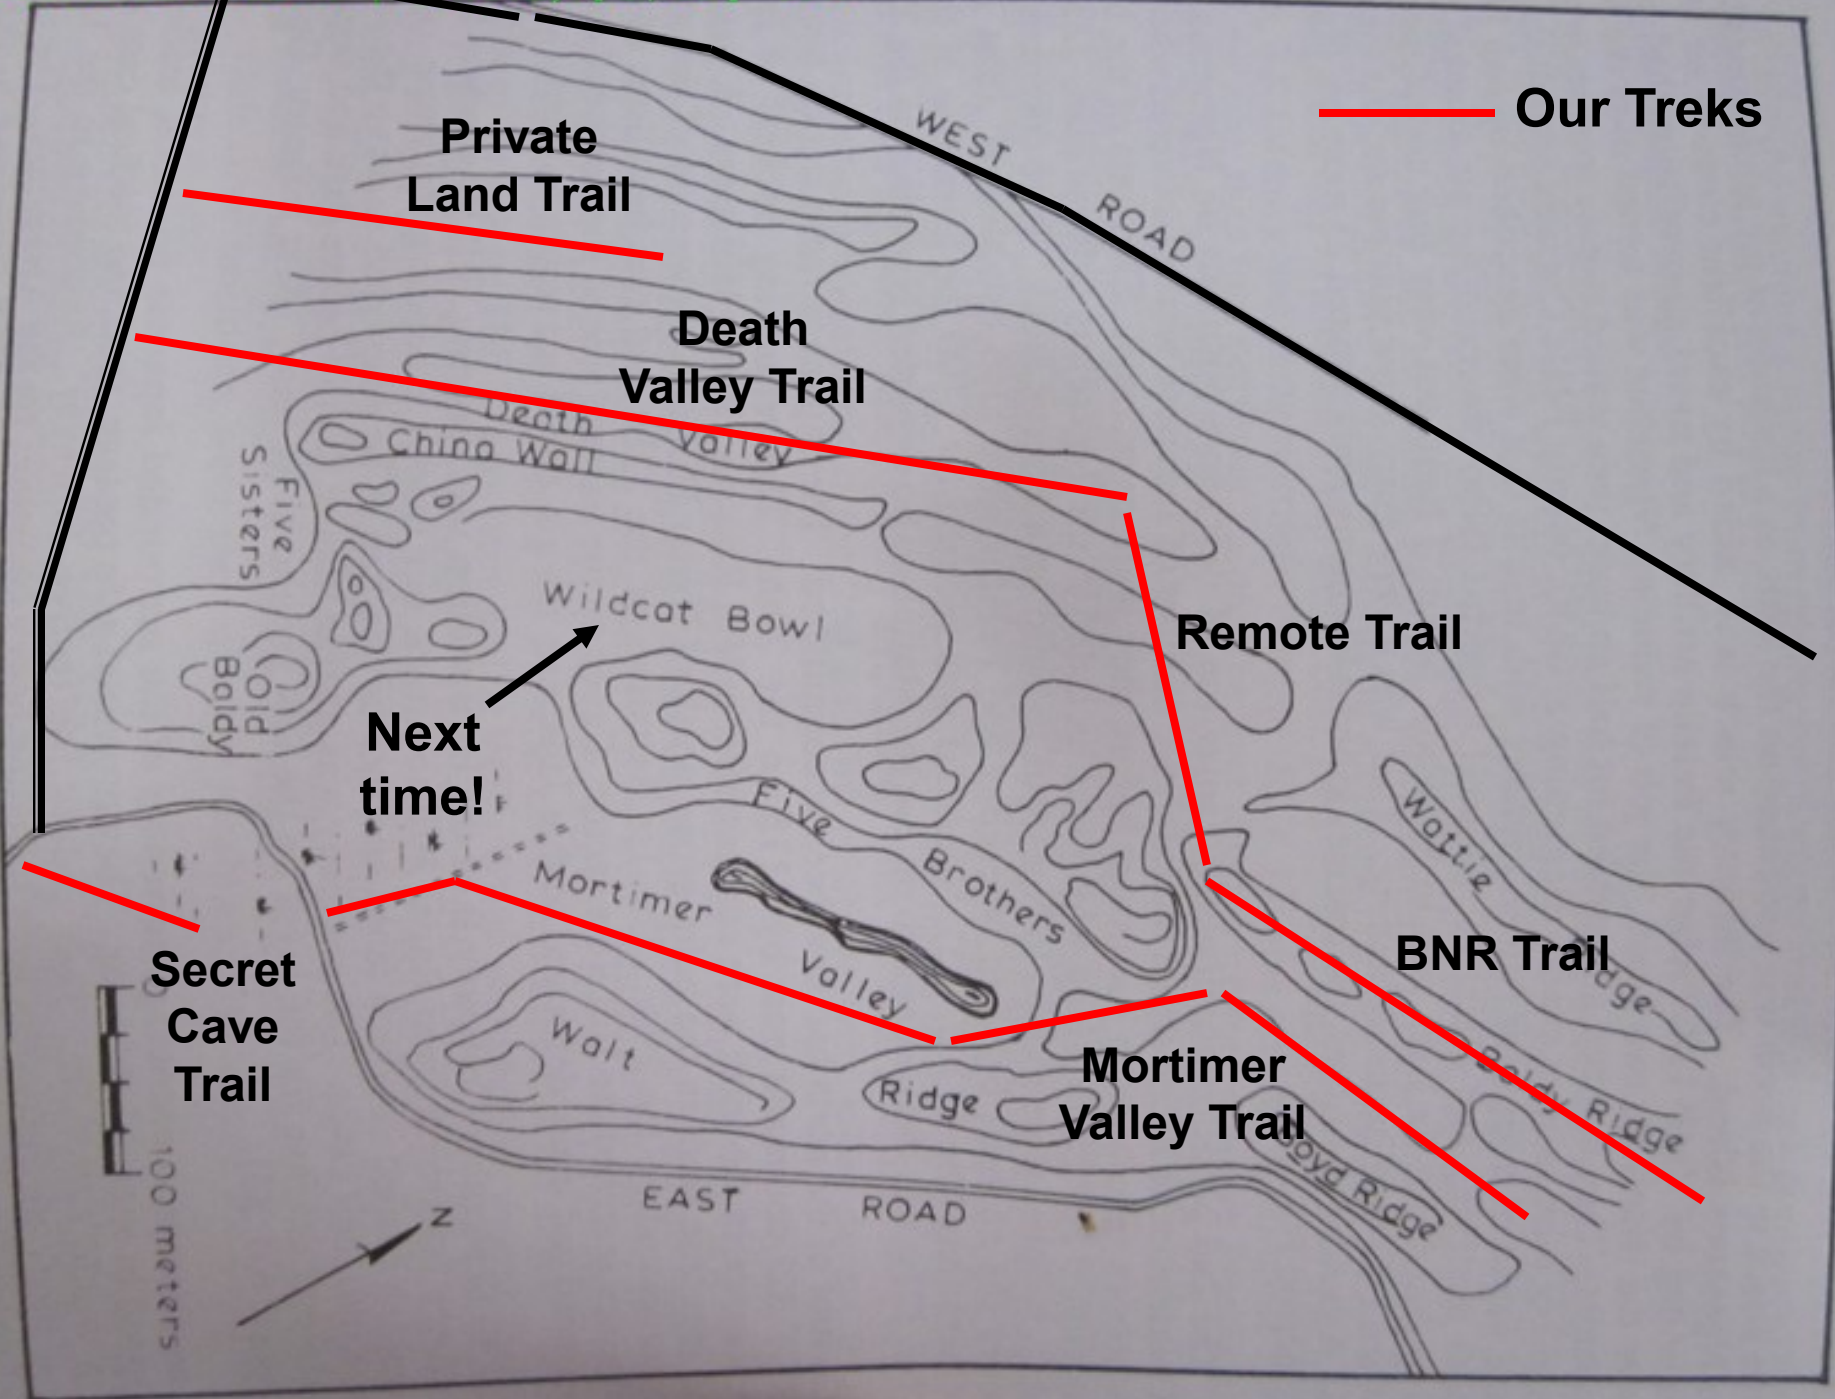 Our Treks
WEST
ROAD
Private
Land Trail
Death
Valley Trail
Death
Valley
China Wall
Five
Sisters
Wildcat Bowl
Remote Trail
Old
Baldy
Next
time!
Five
Brothers
Wattie
Ridge
Mortimer
Valley
BNR Trail
Secret
Cave
Trail
Walt
Ridge
Mortimer
Valley Trail
Baldy Ridge
Boyd Ridge
0
100 meters
EAST ROAD
N